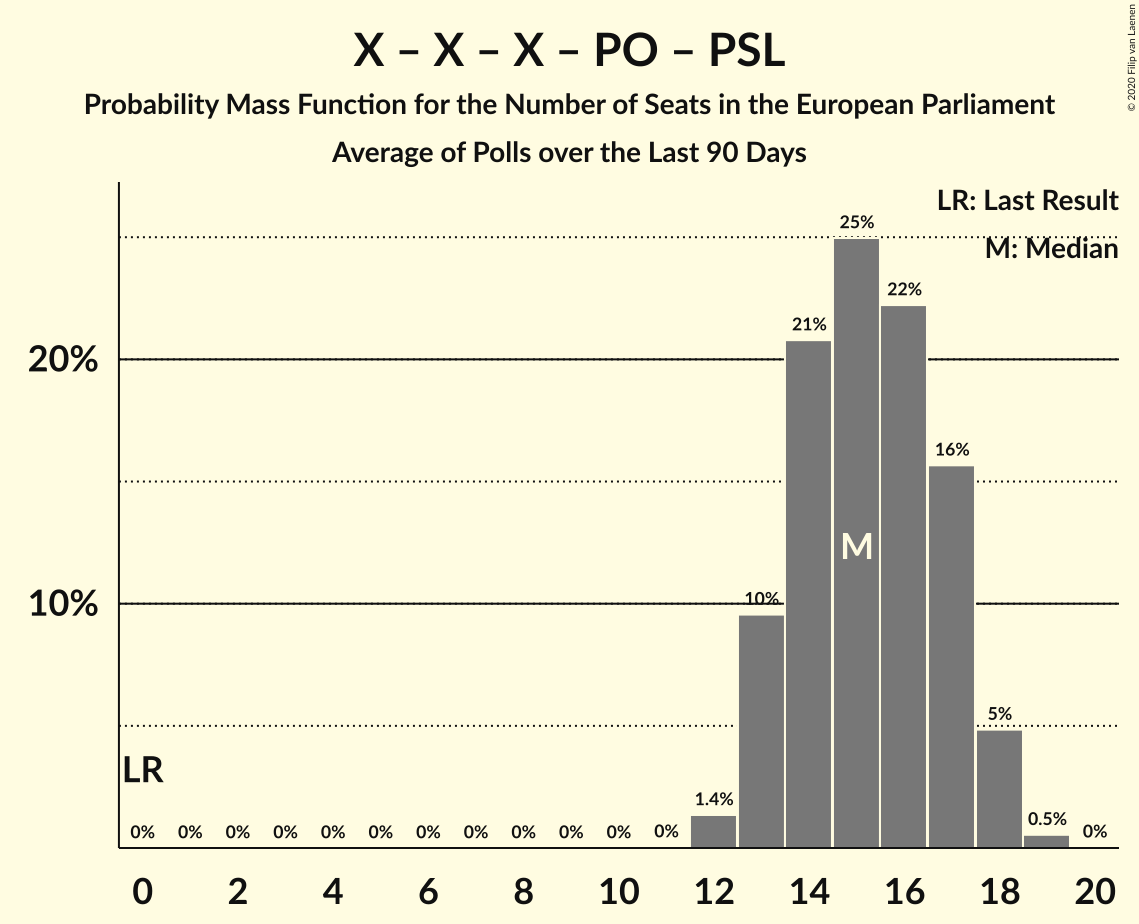 X – X – X – PO – PSL
Probability Mass Function for the Number of Seats in the European Parliament
Average of Polls over the Last 90 Days
© 2020 Filip van Laenen
LR: Last Result
M: Median
25%
22%
21%
20%
16%
M
10%
10%
5%
LR
1.4%
0.5%
0% 0% 0% 0% 0% 0% 0% 0% 0% 0% 0% 0% 0%
0 2 4 6 8 10 12 14 16 18 20